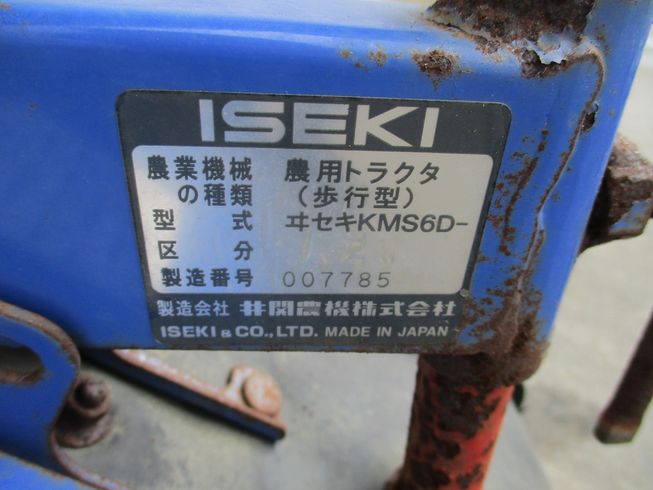 ISEKI
農業機械の種類 農用トラクタ(歩行型)
型式 ヰセキKMS6D-
区分
製造番号 007785
製造会社 井関農機株式会社
ISEKI & CO., LTD. MADE IN JAPAN